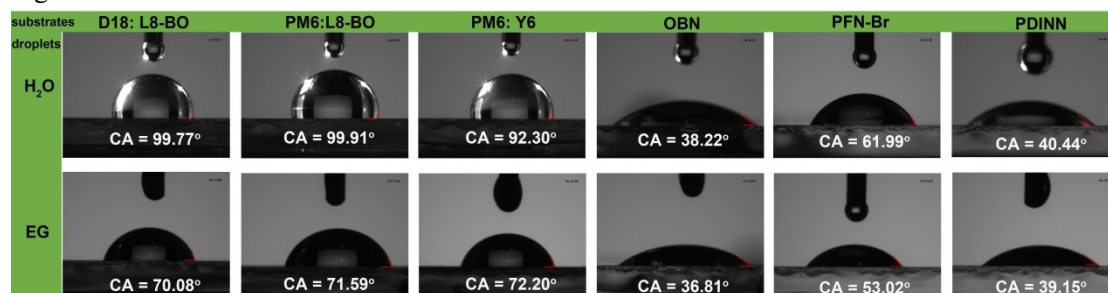 substrates D18: L8-BO PM6:L8-BO PM6: Y6 OBN PFN-Br PDINN
droplets
H₂O
CA = 99.77° CA = 99.91° CA = 92.30° CA = 38.22° CA = 61.99° CA = 40.44°
EG
CA = 70.08° CA = 71.59° CA = 72.20° CA = 36.81° CA = 53.02° CA = 39.15°